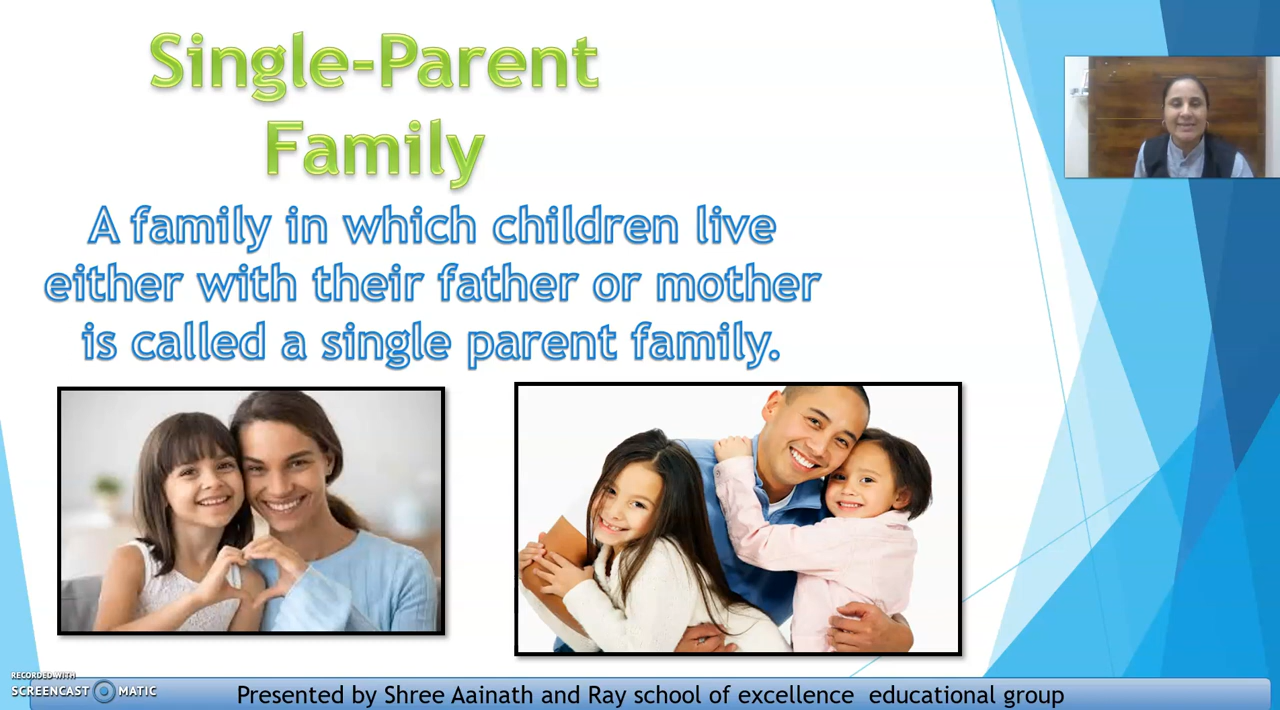 Single-Parent
Family
A family in which children live
either with their father or mother
is called a single parent family.
RECORDED WITH
SCREENCAST MATIC
Presented by Shree Aainath and Ray school of excellence educational group